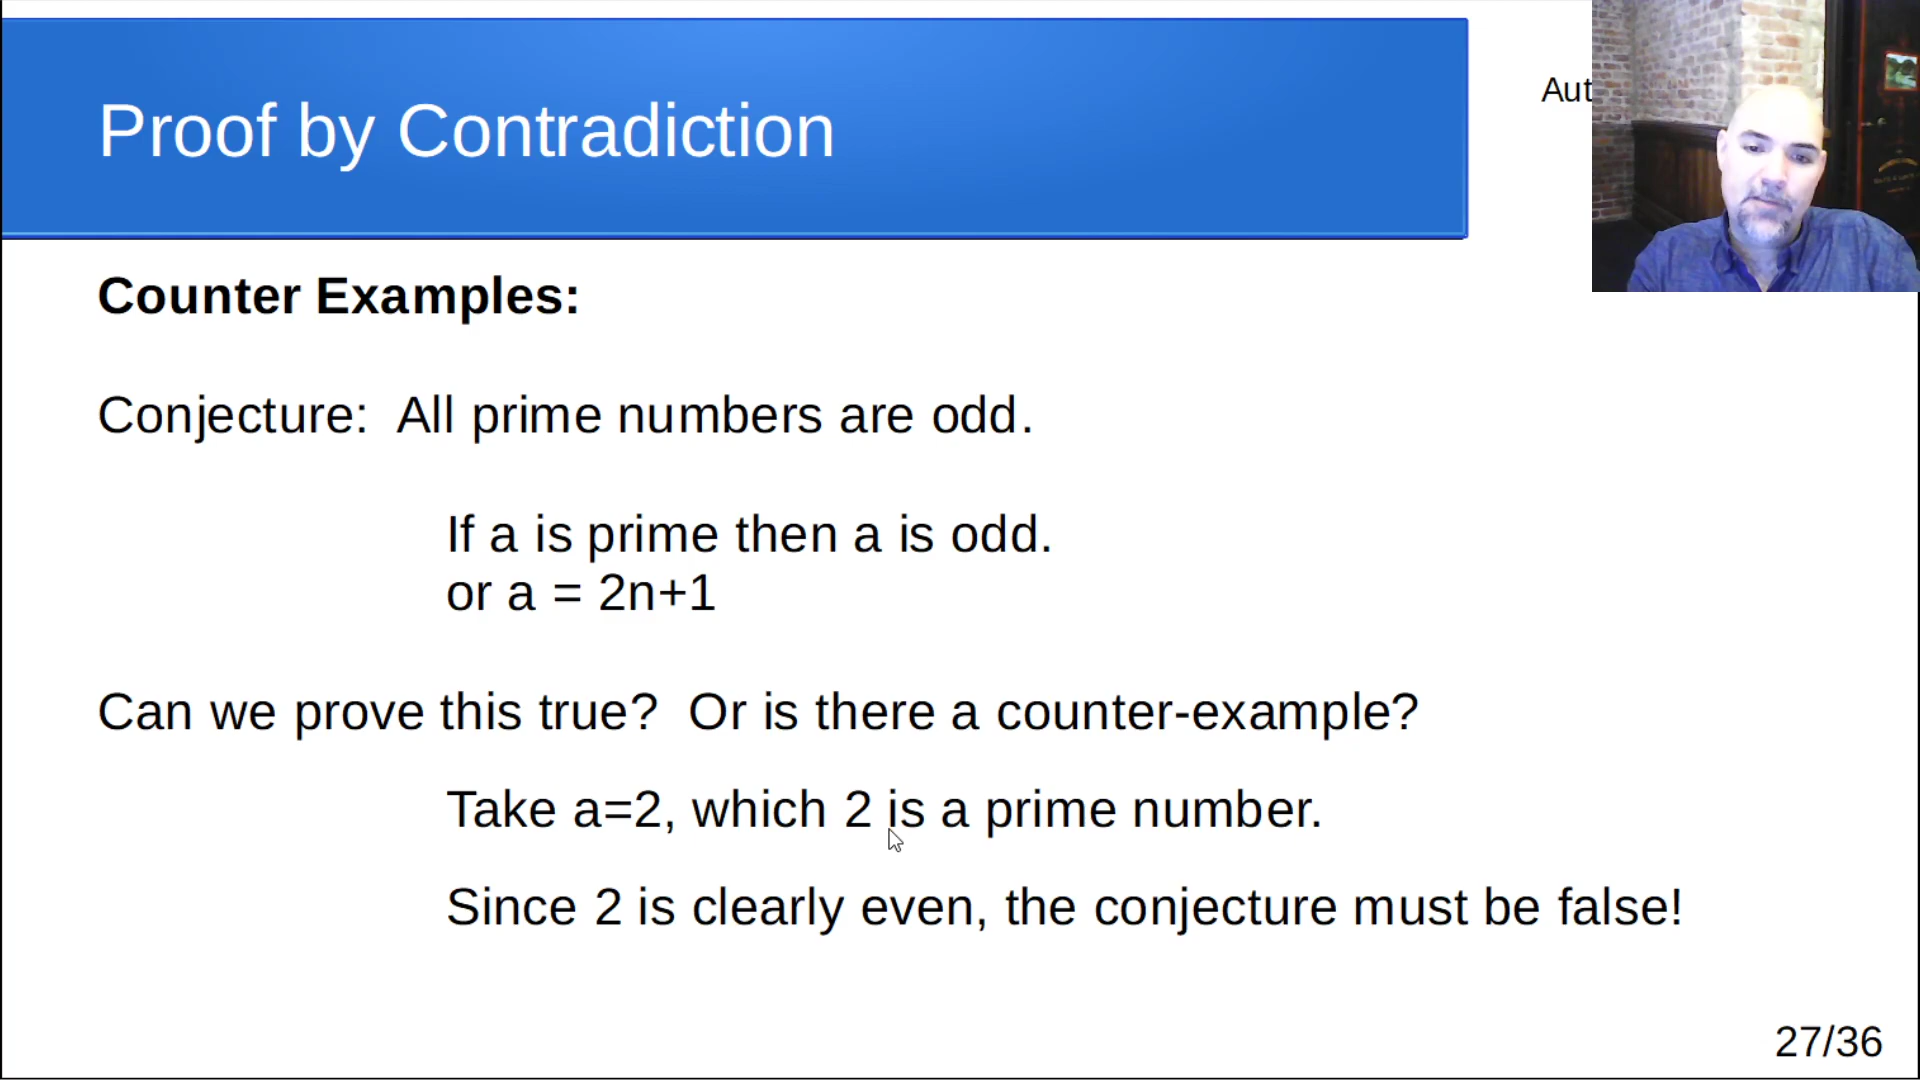 Proof by Contradiction
Aut
Counter Examples:
Conjecture: All prime numbers are odd.
If a is prime then a is odd.
or a = 2n+1
Can we prove this true? Or is there a counter-example?
Take a=2, which 2 is a prime number.
Since 2 is clearly even, the conjecture must be false!
27/36